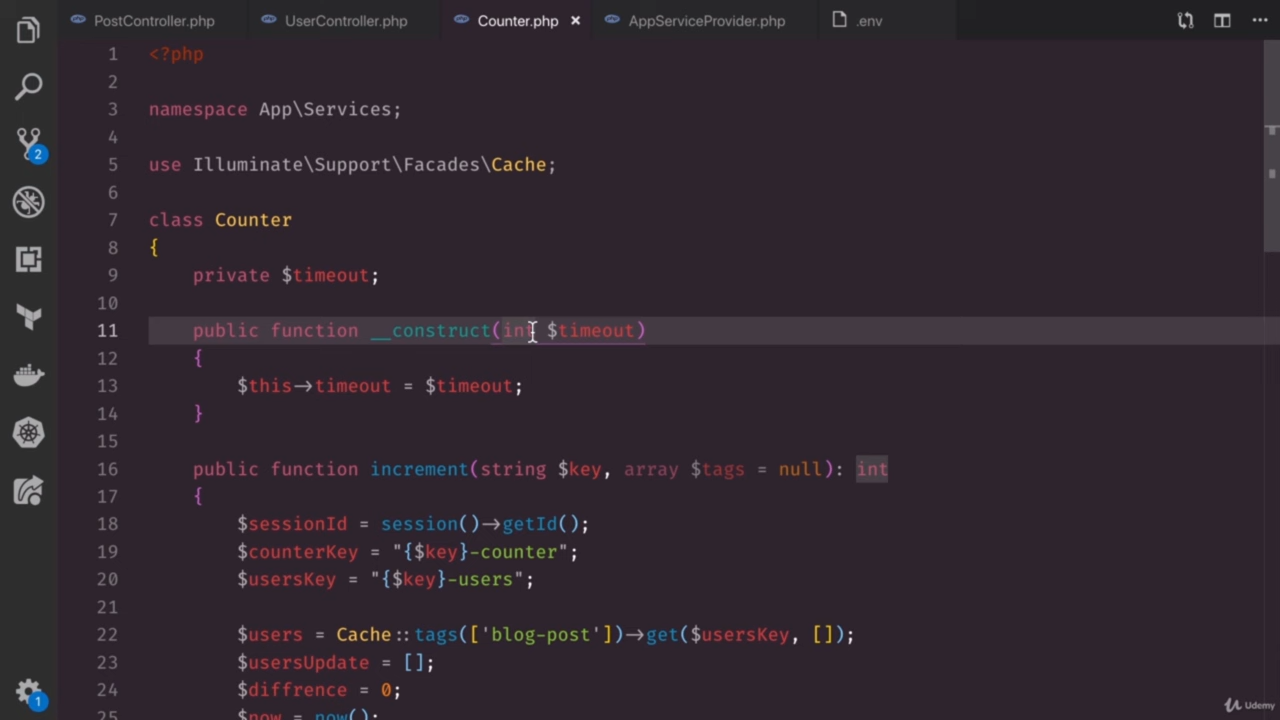 PostController.php UserController.php Counter.php × AppServiceProvider.php .env
1 <?php
2
3 namespace App\Services;
4
5 use Illuminate\Support\Facades\Cache;
6
7 class Counter
8 {
9 private $timeout;
10
11 public function __construct(int $timeout)
12 {
13 $this→timeout = $timeout;
14 }
15
16 public function increment(string $key, array $tags = null): int
17 {
18 $sessionId = session()→getId();
19 $counterKey = "{$key}-counter";
20 $usersKey = "{$key}-users";
21
22 $users = Cache::tags(['blog-post'])→get($usersKey, []);
23 $usersUpdate = [];
24 $diffrence = 0;
25 $now = now();
2
1
Udemy